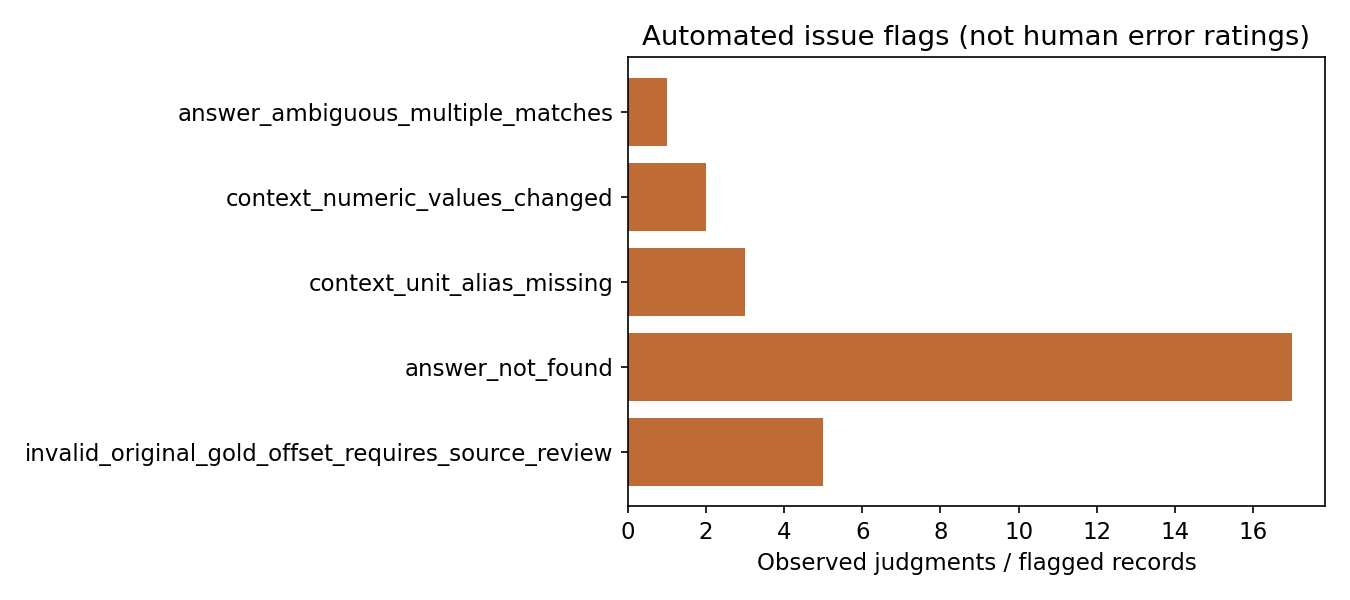 Automated issue flags (not human error ratings)
answer_ambiguous_multiple_matches
context_numeric_values_changed
context_unit_alias_missing
answer_not_found
invalid_original_gold_offset_requires_source_review
0 2 4 6 8 10 12 14 16
Observed judgments / flagged records